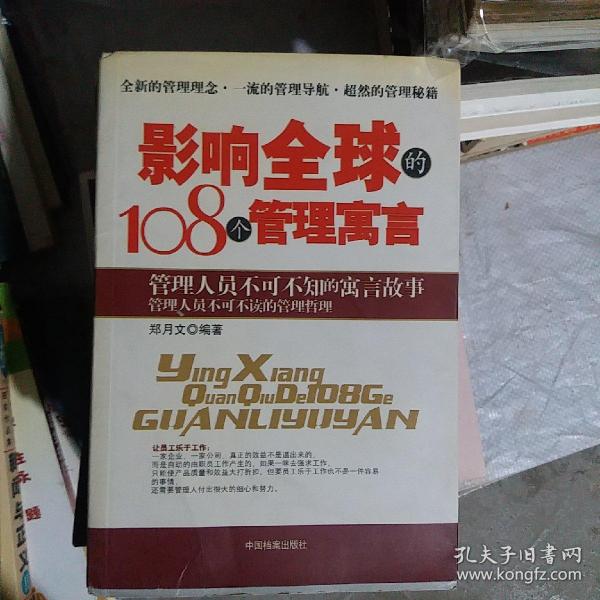 全新的管理理念·一流的管理导航·超然的管理秘籍
影响全球的
108个管理寓言
管理人员不可不知的寓言故事
管理人员不可不读的管理哲理
郑月文◎编著
YingXiang
QuanQiuDe108Ge
GUANLIYUYAN
让员工乐于工作：
一家企业，一家公司，真正的效益不是逼出来的，
而是自动的由职员工作产生的，如果一味去强求工作，
只能使产品质量和效益大打折扣，但要员工乐于工作也不是一件容易
的事情，
还需要管理人付出很大的细心和努力。
中国档案出版社
孔夫子旧书网
www.kongfz.com